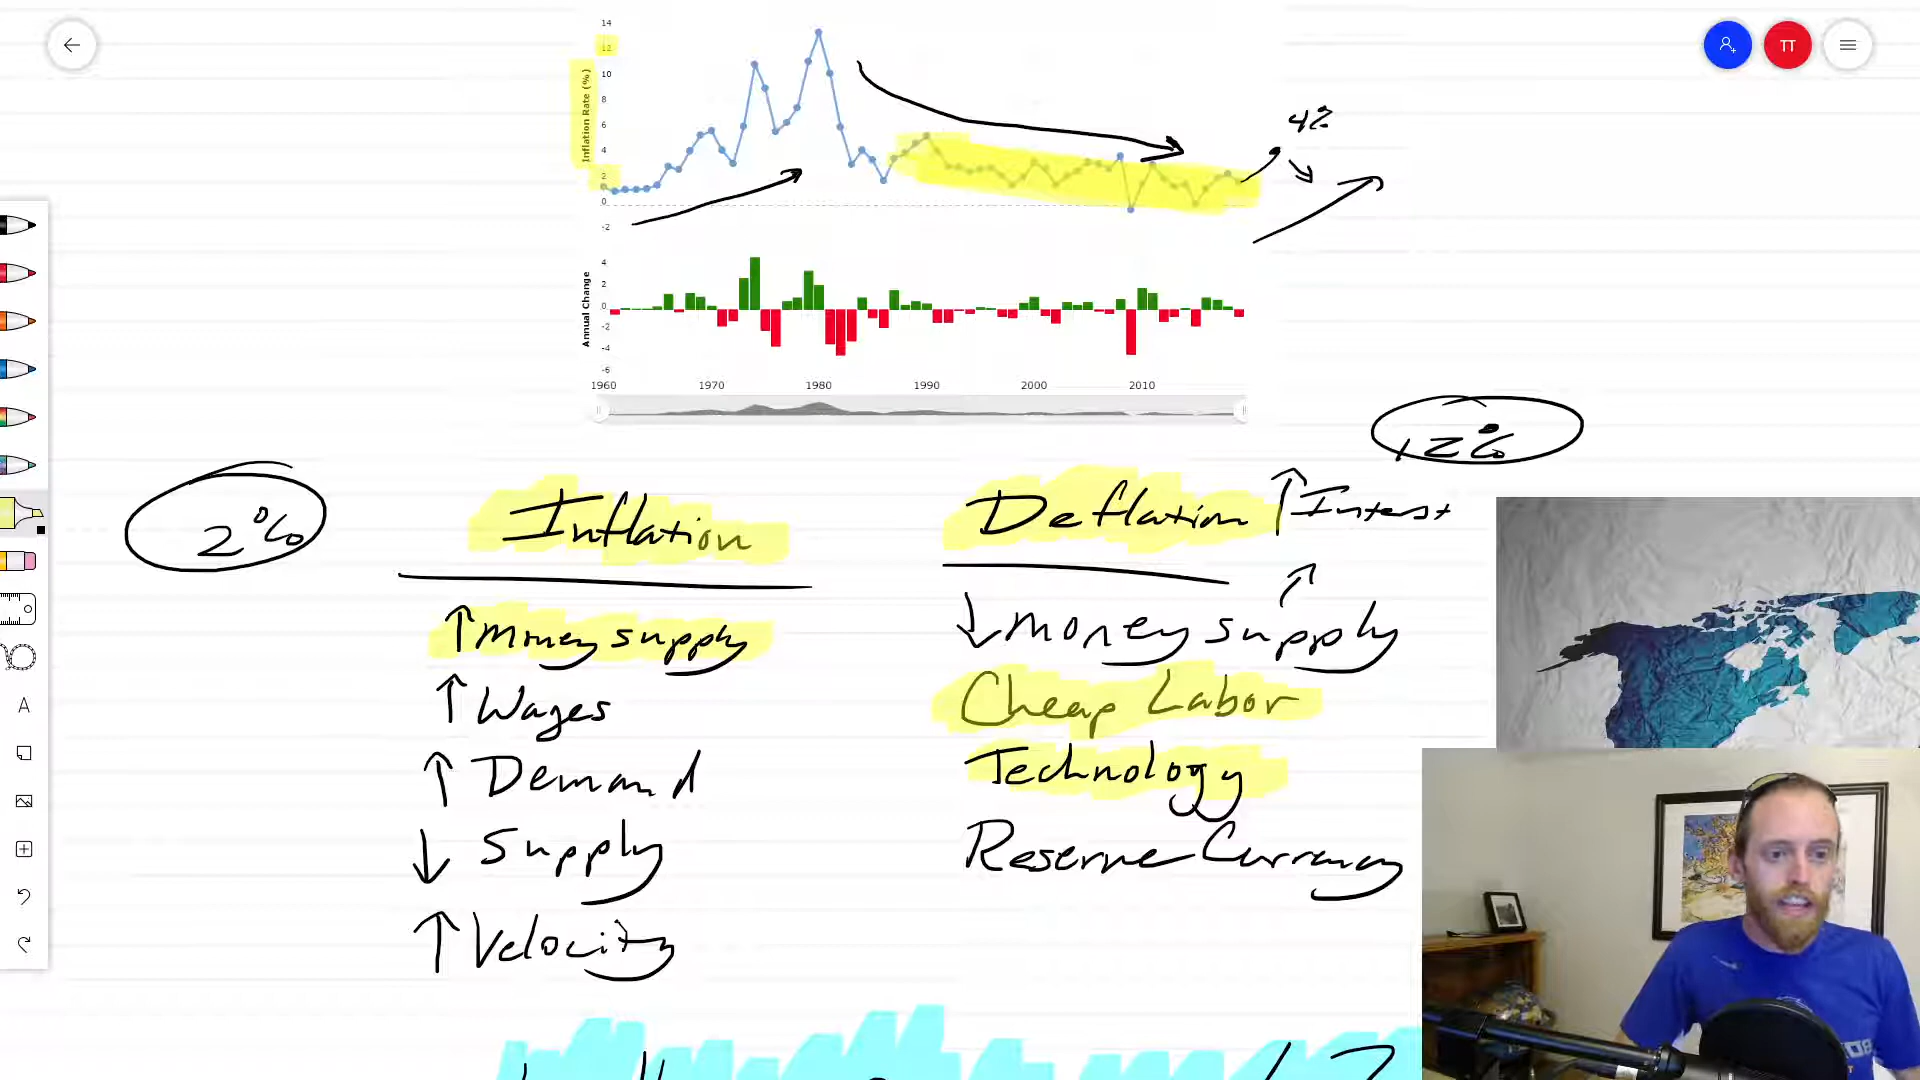 14
12
10
8
6
4
2
0
-2
Inflation Rate (%)
4%
4
2
0
-2
-4
-6
Annual Change
1960 1970 1980 1990 2000 2010
TT
2%
Inflation
↑ Money supply
↑ Wages
↑ Demand
↓ Supply
↑ Velocity
Deflation ↑ Interst
↓ Money supply
Cheap Labor
Technology
Reserve Currency
A